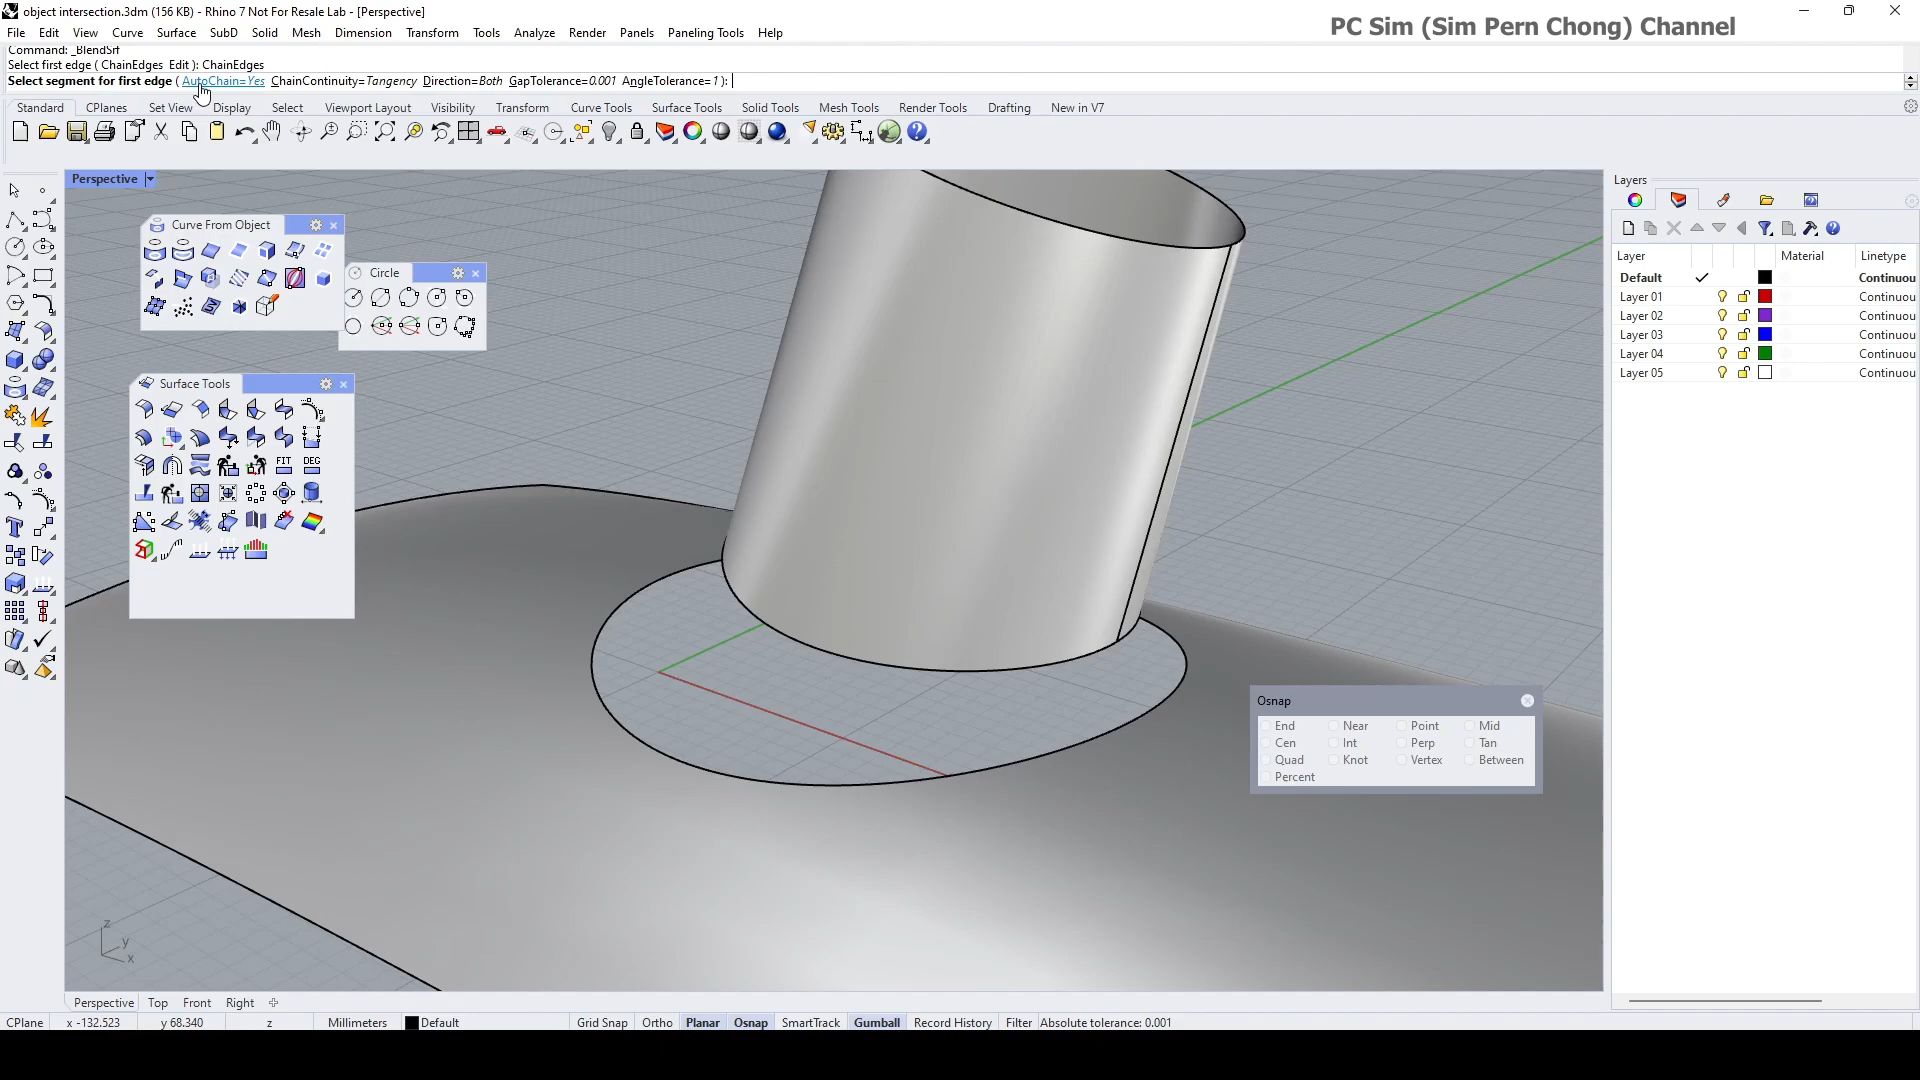 object intersection.3dm (156 KB) - Rhino 7 Not For Resale Lab - [Perspective]
PC Sim (Sim Pern Chong) Channel
File Edit View Curve Surface SubD Solid Mesh Dimension Transform Tools Analyze Render Panels Paneling Tools Help
Command: _BlendSrf
Select first edge ( ChainEdges Edit ): ChainEdges
Select segment for first edge ( AutoChain=Yes ChainContinuity=Tangency Direction=Both GapTolerance=0.001 AngleTolerance=1 ):
Standard CPlanes Set View Display Select Viewport Layout Visibility Transform Curve Tools Surface Tools Solid Tools Mesh Tools Render Tools Drafting New in V7
Perspective
Layers
Curve From Object
Circle
Surface Tools
FIT DEG
Layer Material Linetype
Default Continuou
Layer 01 Continuou
Layer 02 Continuou
Layer 03 Continuou
Layer 04 Continuou
Layer 05 Continuou
Osnap
End Near Point Mid
Cen Int Perp Tan
Quad Knot Vertex Between
Percent
z
y
x
Perspective Top Front Right
CPlane x -132.523 y 68.340 z Millimeters Default Grid Snap Ortho Planar Osnap SmartTrack Gumball Record History Filter Absolute tolerance: 0.001